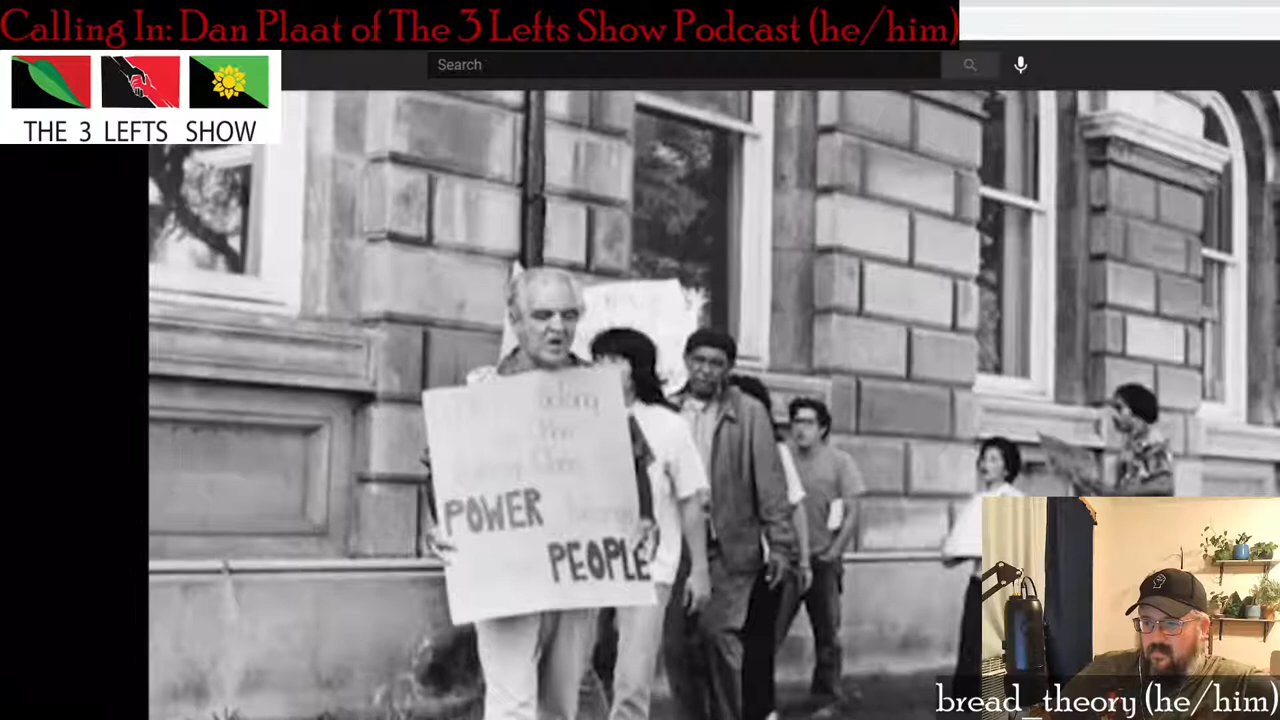 Calling In: Dan Plaat of The 3 Lefts Show Podcast (he/him)
Search
THE 3 LEFTS SHOW
POWER
PEOPLE
bread_theory (he/him)